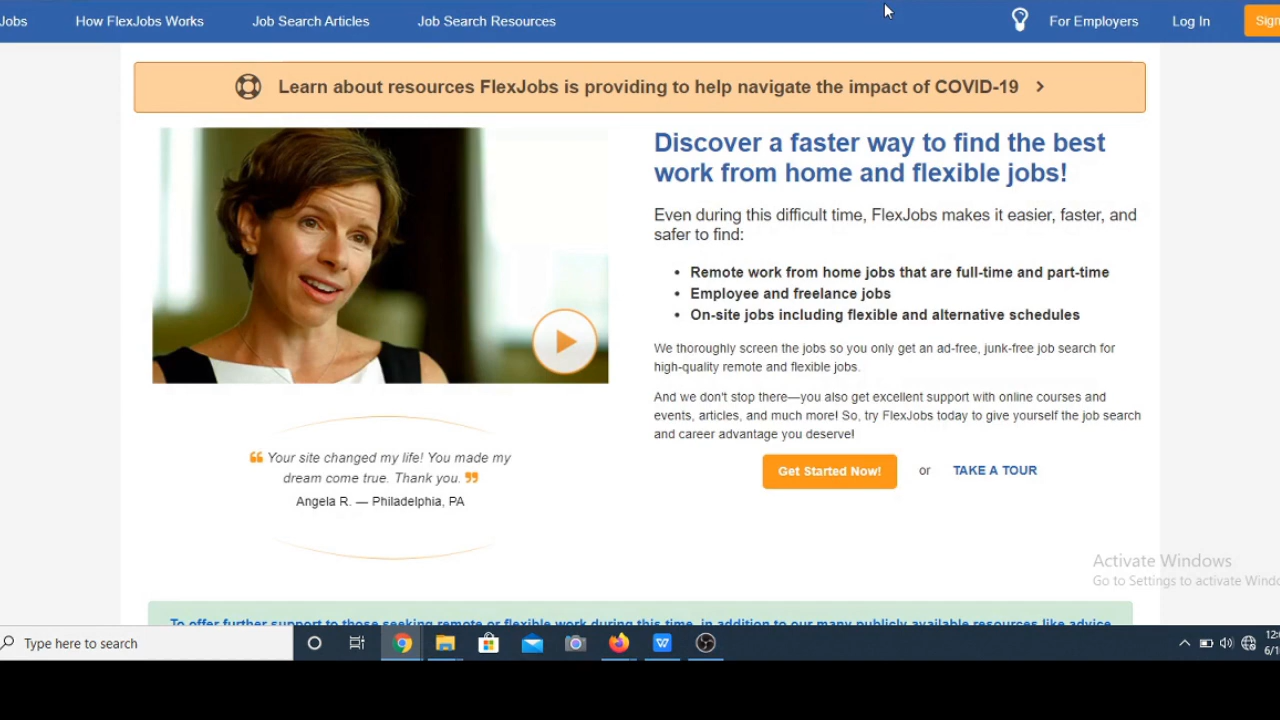 Jobs
How FlexJobs Works
Job Search Articles
Job Search Resources
For Employers
Log In
Sign
Learn about resources FlexJobs is providing to help navigate the impact of COVID-19
Discover a faster way to find the best
work from home and flexible jobs!
Even during this difficult time, FlexJobs makes it easier, faster, and
safer to find:
• Remote work from home jobs that are full-time and part-time
• Employee and freelance jobs
• On-site jobs including flexible and alternative schedules
We thoroughly screen the jobs so you only get an ad-free, junk-free job search for
high-quality remote and flexible jobs.
And we don't stop there—you also get excellent support with online courses and
events, articles, and much more! So, try FlexJobs today to give yourself the job search
and career advantage you deserve!
Get Started Now!
or
TAKE A TOUR
“ Your site changed my life! You made my
dream come true. Thank you. ”
Angela R. — Philadelphia, PA
Activate Windows
Go to Settings to activate Windo
To offer further support to those seeking remote or flexible work during this time, in addition to our many publicly available resources like advice
Type here to search